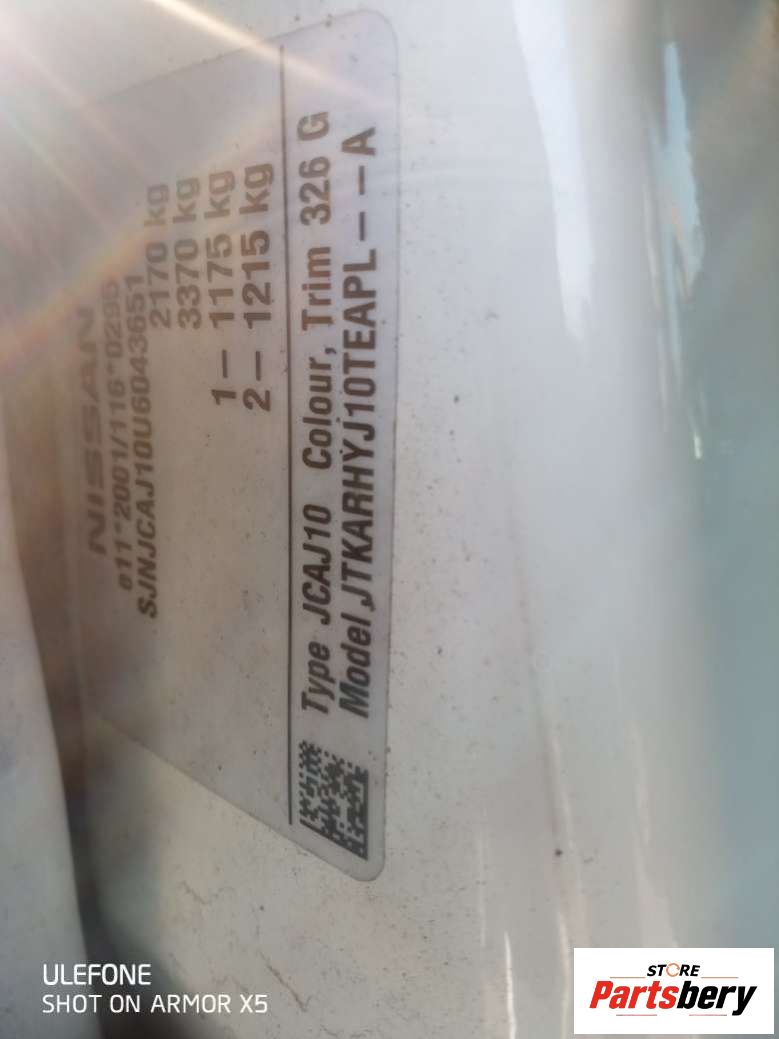 NISSAN
e11*2001/116*0295
SJNJCAJ10U6043651
2170 kg
3370 kg
1- 1175 kg
2- 1215 kg
Type JCAJ10 Colour, Trim 326 G
Model JTKARHYJ10TEAPL--A
ULEFONE
SHOT ON ARMOR X5
STORE
Partsbery